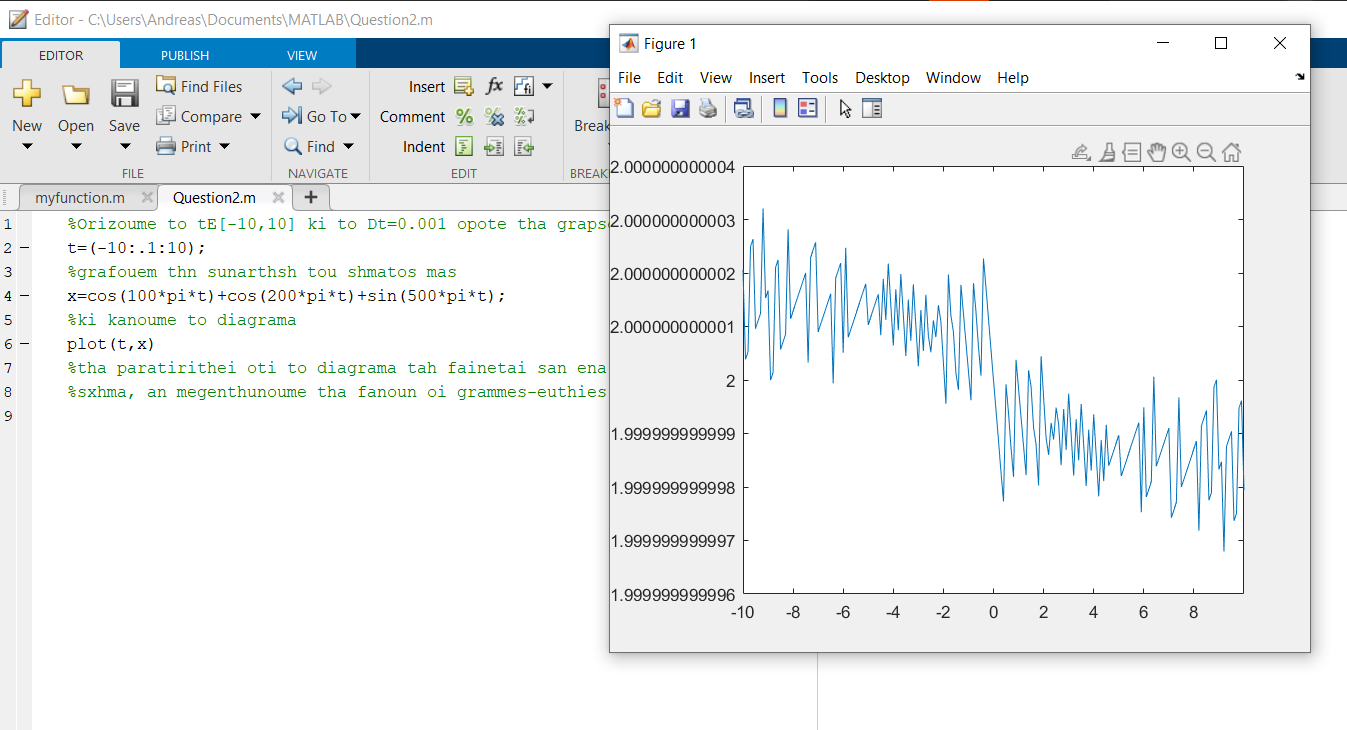 Editor - C:\Users\Andreas\Documents\MATLAB\Question2.m
EDITOR PUBLISH VIEW
New Open Save
Find Files
Compare
Print
FILE
Go To
Find
NAVIGATE
Insert fx
Comment
Indent
EDIT
myfunction.m Question2.m
1 %Orizoume to tE[-10,10] ki to Dt=0.001 opote tha
2 t=(-10:.1:10);
3 %grafouem thn sunarthsh tou shmatos mas
4 x=cos(100*pi*t)+cos(200*pi*t)+sin(500*pi*t);
5 %ki kanoume to diagrama
6 plot(t,x)
7 %tha paratirithei oti to diagrama tah fainetai san ena
8 %sxhma, an megenthunoume tha fanoun oi grammes-euthies
9
Figure 1
File Edit View Insert Tools Desktop Window Help
2.000000000004
2.000000000003
2.000000000002
2.000000000001
2
1.999999999999
1.999999999998
1.999999999997
1.999999999996
-10 -8 -6 -4 -2 0 2 4 6 8